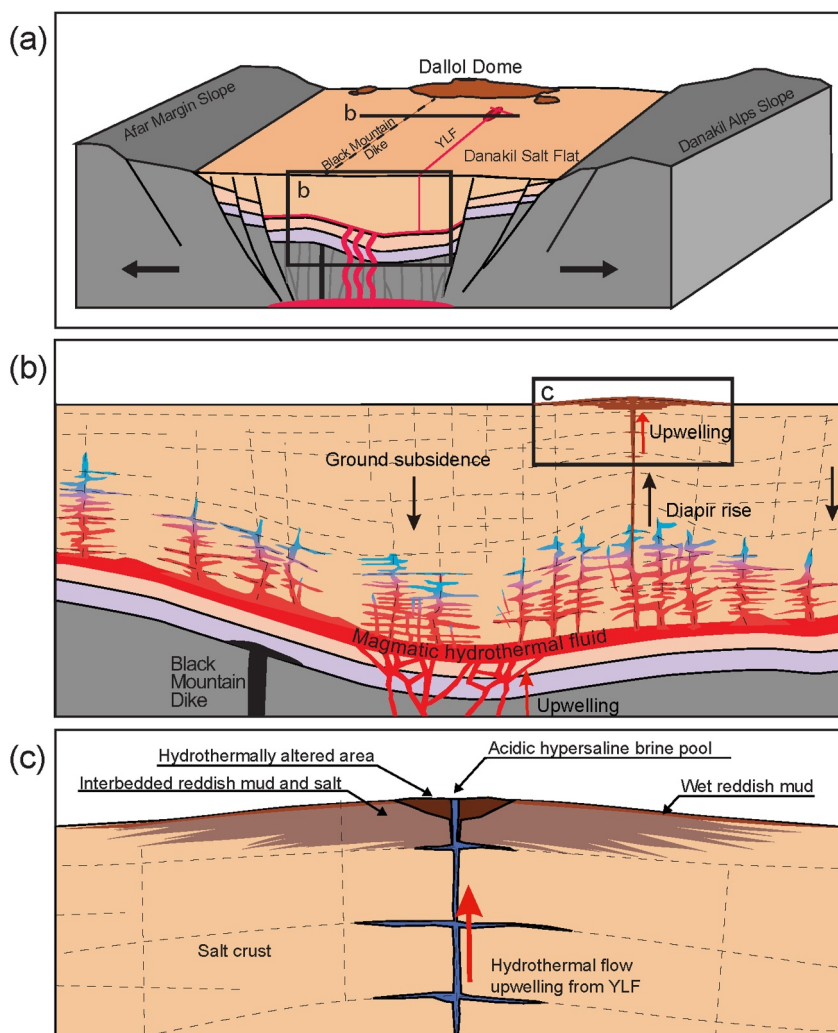 (a)
Dallol Dome
Afar Margin Slope
b
Black Mountain
Dike
YLF
Danakil Salt Flat
Danakil Alps Slope
b
(b)
c
Upwelling
Ground subsidence
Diapir rise
Magmatic hydrothermal fluid
Black
Mountain
Dike
Upwelling
(c)
Hydrothermally altered area
Acidic hypersaline brine pool
Interbedded reddish mud and salt
Wet reddish mud
Salt crust
Hydrothermal flow
upwelling from YLF